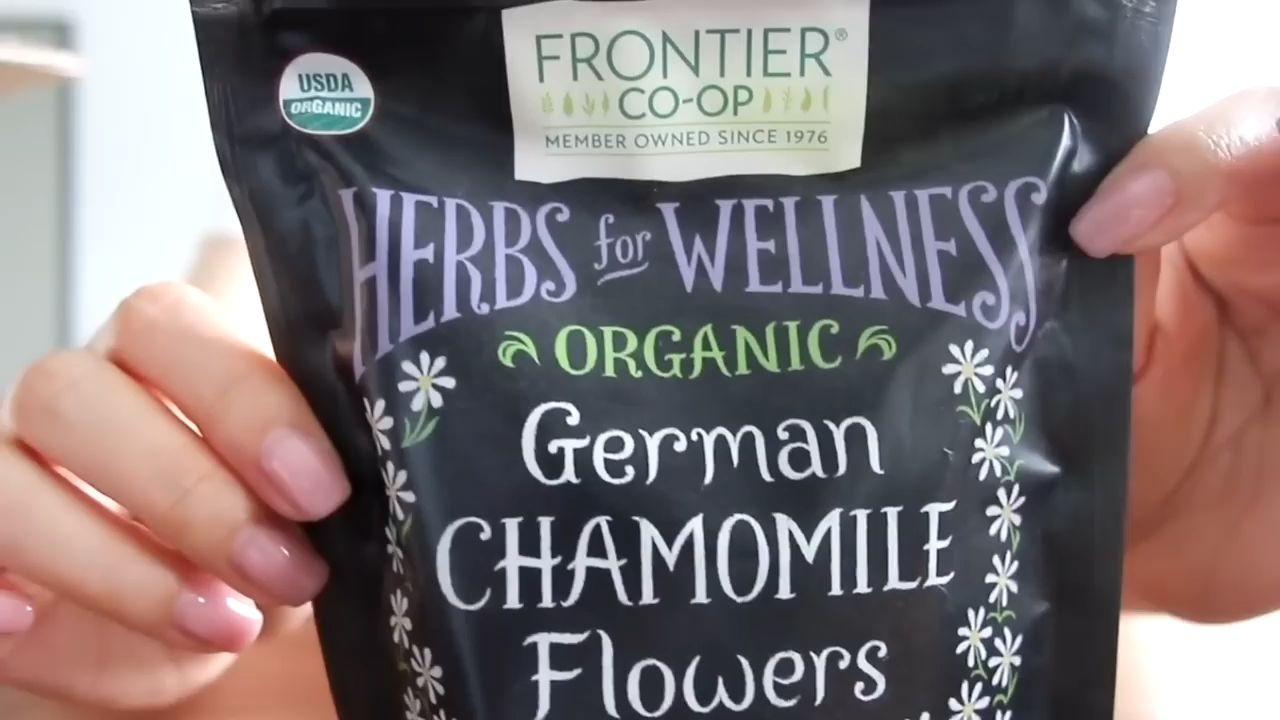 USDA
ORGANIC
FRONTIER®
CO-OP
MEMBER OWNED SINCE 1976
HERBS for WELLNESS
ORGANIC
German
CHAMOMILE
Flowers